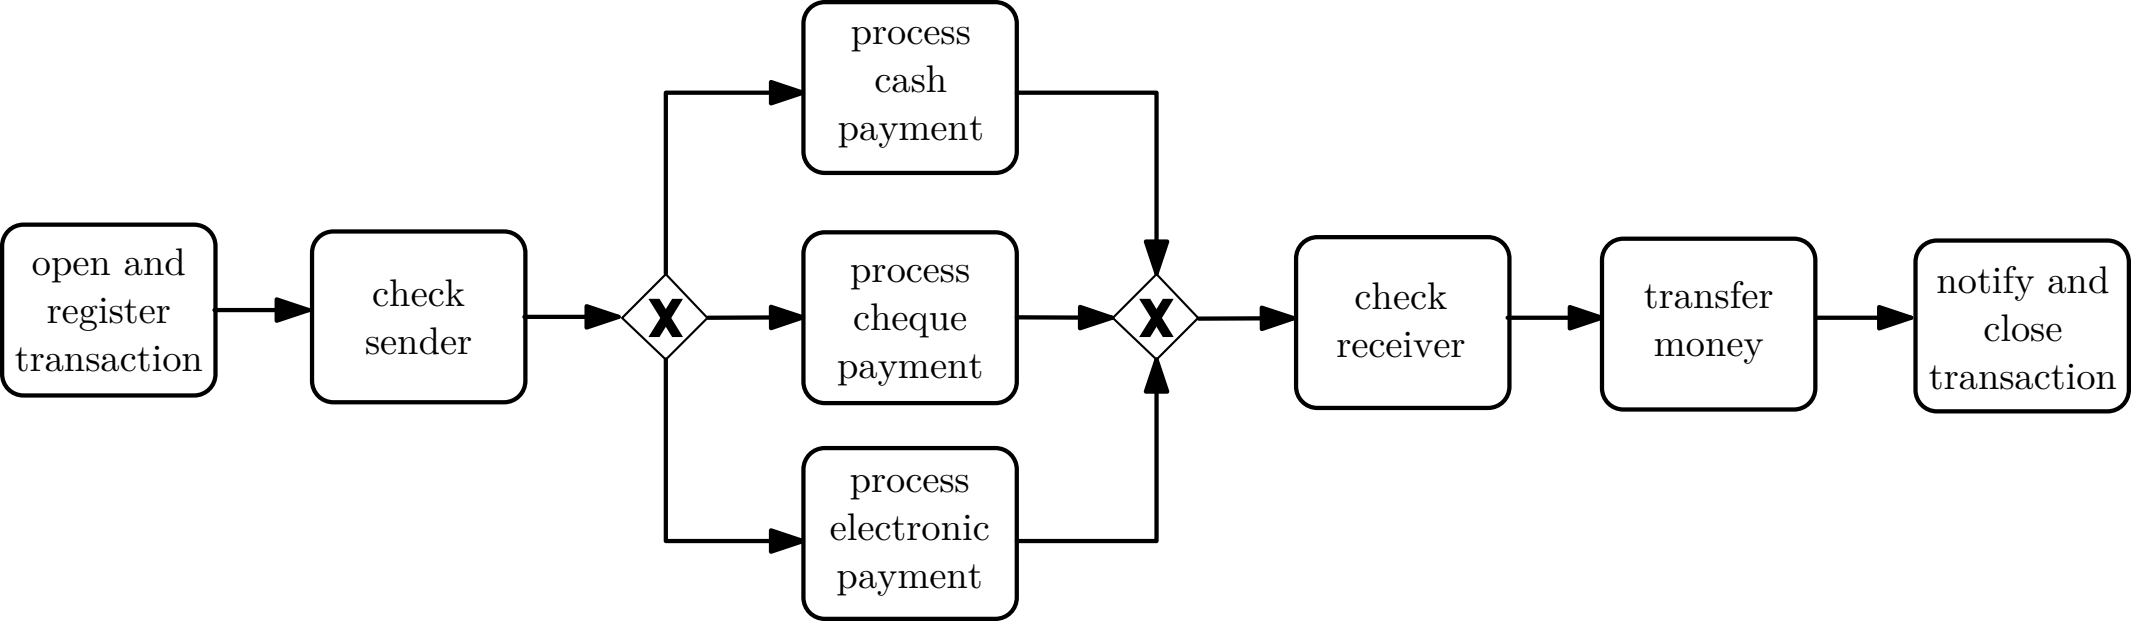 open and
register
transaction
check
sender
X
process
cash
payment
process
cheque
payment
process
electronic
payment
X
check
receiver
transfer
money
notify and
close
transaction